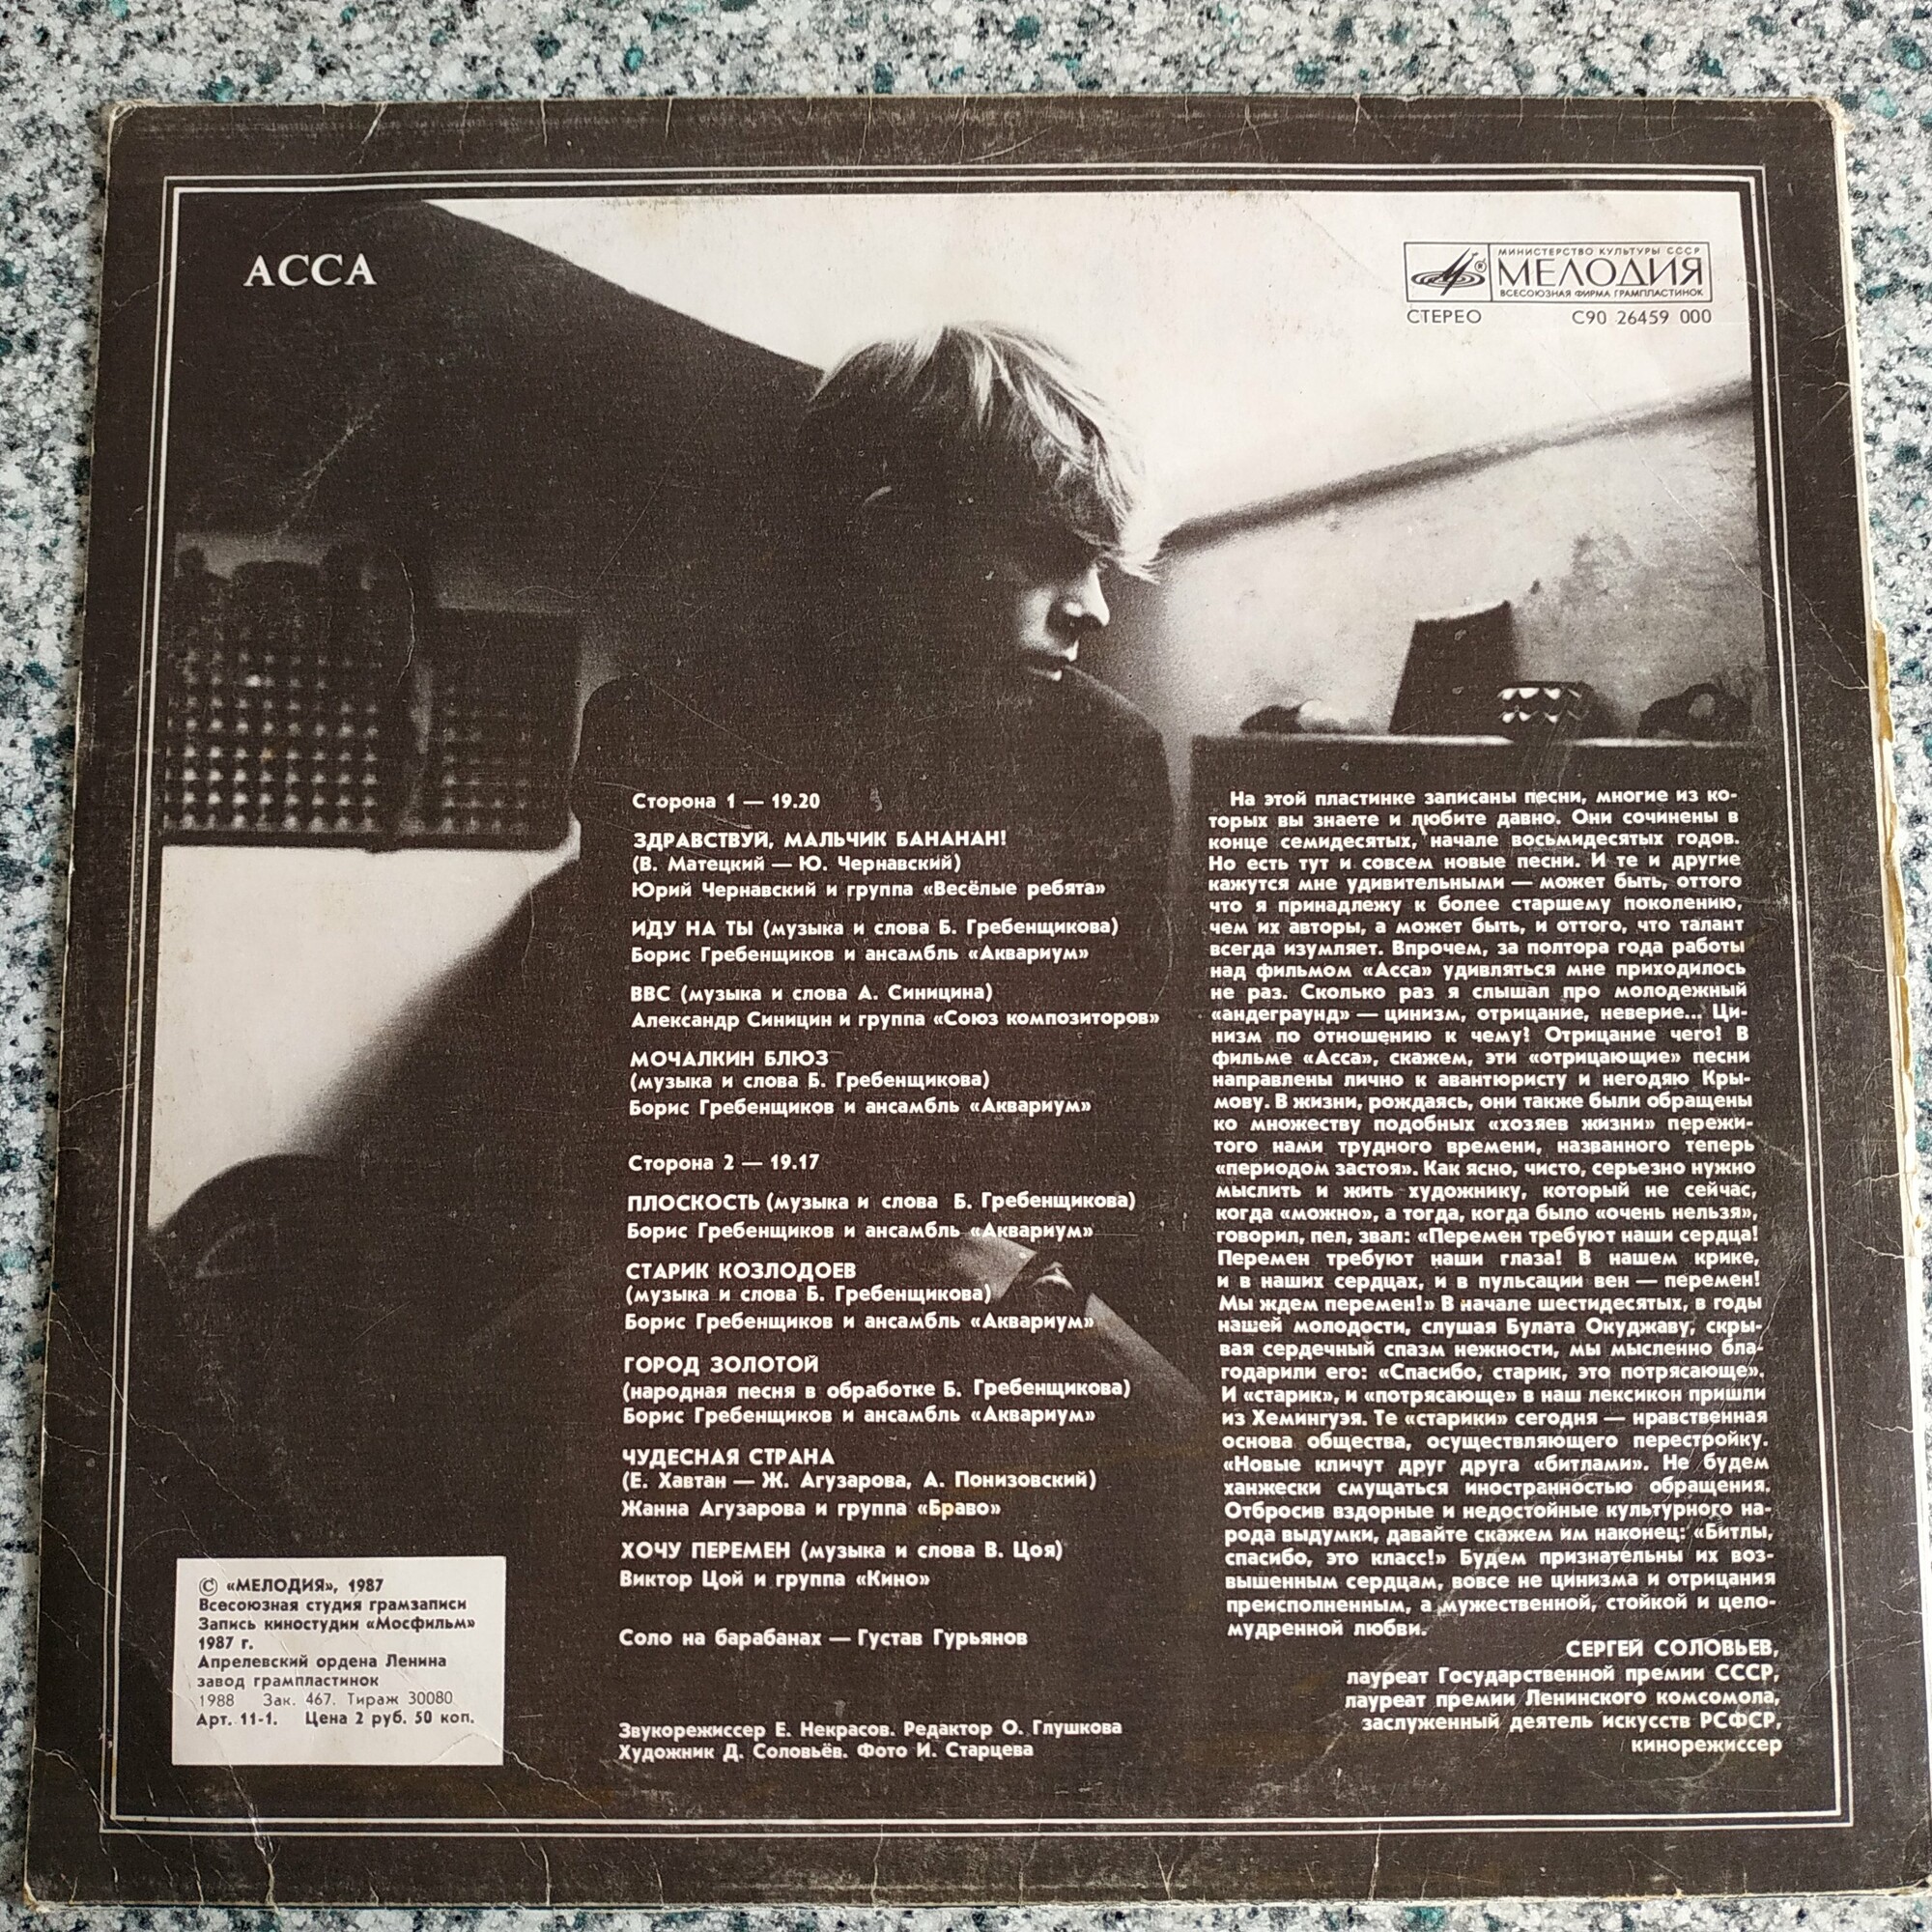 АССА
МИНИСТЕРСТВО КУЛЬТУРЫ СССР
МЕЛОДИЯ
ВСЕСОЮЗНАЯ ФИРМА ГРАМПЛАСТИНОК
СТЕРЕО С90 26459 000
Сторона 1 — 19.20
ЗДРАВСТВУЙ, МАЛЬЧИК БАНАНАН!
(В. Матецкий — Ю. Чернавский)
Юрий Чернавский и группа «Весёлые ребята»
ИДУ НА ТЫ (музыка и слова Б. Гребенщикова)
Борис Гребенщиков и ансамбль «Аквариум»
ВВС (музыка и слова А. Синицина)
Александр Синицин и группа «Союз композиторов»
МОЧАЛКИН БЛЮЗ
(музыка и слова Б. Гребенщикова)
Борис Гребенщиков и ансамбль «Аквариум»
Сторона 2 — 19.17
ПЛОСКОСТЬ (музыка и слова Б. Гребенщикова)
Борис Гребенщиков и ансамбль «Аквариум»
СТАРИК КОЗЛОДОЕВ
(музыка и слова Б. Гребенщикова)
Борис Гребенщиков и ансамбль «Аквариум»
ГОРОД ЗОЛОТОЙ
(народная песня в обработке Б. Гребенщикова)
Борис Гребенщиков и ансамбль «Аквариум»
ЧУДЕСНАЯ СТРАНА
(Е. Хавтан — Ж. Агузарова, А. Понизовский)
Жанна Агузарова и группа «Браво»
ХОЧУ ПЕРЕМЕН (музыка и слова В. Цоя)
Виктор Цой и группа «Кино»
Соло на барабанах — Густав Гурьянов
Звукорежиссер Е. Некрасов. Редактор О. Глушкова
Художник Д. Соловьёв. Фото И. Старцева
На этой пластинке записаны песни, многие из ко-
торых вы знаете и любите давно. Они сочинены в
конце семидесятых, начале восьмидесятых годов.
Но есть тут и совсем новые песни. И те и другие
кажутся мне удивительными — может быть, оттого
что я принадлежу к более старшему поколению,
чем их авторы, а может быть, и оттого, что талант
всегда изумляет. Впрочем, за полтора года работы
над фильмом «Асса» удивляться мне приходилось
не раз. Сколько раз я слышал про молодежный
«андеграунд» — цинизм, отрицание, неверие... Ци-
низм по отношению к чему? Отрицание чего? В
фильме «Асса», скажем, эти «отрицающие» песни
направлены лично к авантюристу и негодяю Кры-
мову. В жизни, рождаясь, они также были обращены
ко множеству подобных «хозяев жизни» пережи-
того нами трудного времени, названного теперь
«периодом застоя». Как ясно, чисто, серьезно нужно
мыслить и жить художнику, который не сейчас,
когда «можно», а тогда, когда было «очень нельзя»,
говорил, пел, звал: «Перемен требуют наши сердца!
Перемен требуют наши глаза! В нашем крике,
и в наших сердцах, и в пульсации вен — перемен!
Мы ждем перемен!» В начале шестидесятых, в годы
нашей молодости, слушая Булата Окуджаву, скры-
вая сердечный спазм нежности, мы мысленно бла-
годарили его: «Спасибо, старик, это потрясающе».
И «старик», и «потрясающе» в наш лексикон пришли
из Хемингуэя. Те «старики» сегодня — нравственная
основа общества, осуществляющего перестройку.
«Новые кличут друг друга «битлами». Не будем
ханжески смущаться иностранностью обращения.
Отбросив вздорные и недостойные культурного на-
рода выдумки, давайте скажем им наконец: «Битлы,
спасибо, это класс!» Будем признательны их воз-
вышенным сердцам, вовсе не цинизма и отрицания
преисполненным, а мужественной, стойкой и цело-
мудренной любви.
СЕРГЕЙ СОЛОВЬЕВ,
лауреат Государственной премии СССР,
лауреат премии Ленинского комсомола,
заслуженный деятель искусств РСФСР,
кинорежиссер
© «МЕЛОДИЯ», 1987
Всесоюзная студия грамзаписи
Запись киностудии «Мосфильм»
1987 г.
Апрелевский ордена Ленина
завод грампластинок
1988 Зак. 467. Тираж 30080
Арт. 11-1. Цена 2 руб. 50 коп.